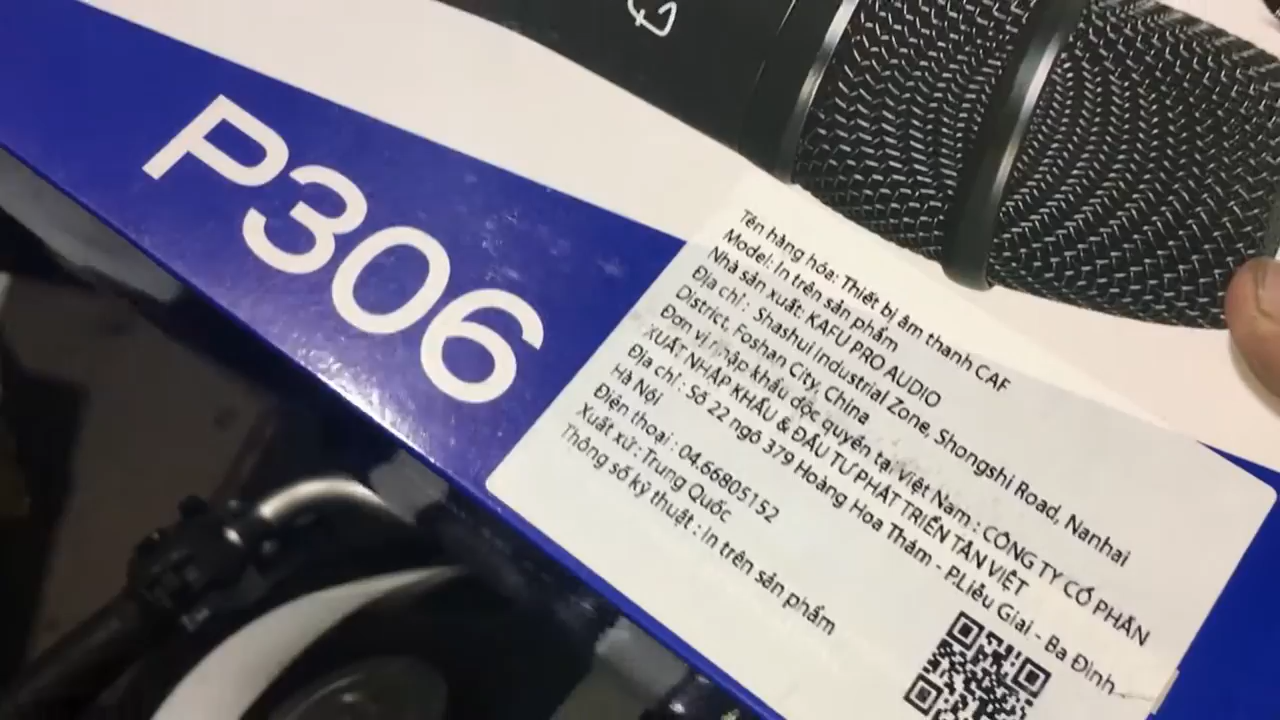 P306
Tên hàng hóa: Thiết bị âm thanh CAF
Model: In trên sản phẩm
Nhà sản xuất: KAFU PRO AUDIO
Địa chỉ : Shashui Industrial Zone, Shongshi Road, Nanhai
District, Foshan City, China
Đơn vị nhập khẩu độc quyền tại Việt Nam : CÔNG TY CỔ PHẦN
XUẤT NHẬP KHẨU & ĐẦU TƯ PHÁT TRIỂN TÂN VIỆT
Địa chỉ : Số 22 ngõ 379 Hoàng Hoa Thám - P.Liễu Giai - Ba Đình
Hà Nội
Điện thoại : 04.66805152
Xuất xứ : Trung Quốc
Thông số kỹ thuật : In trên sản phẩm